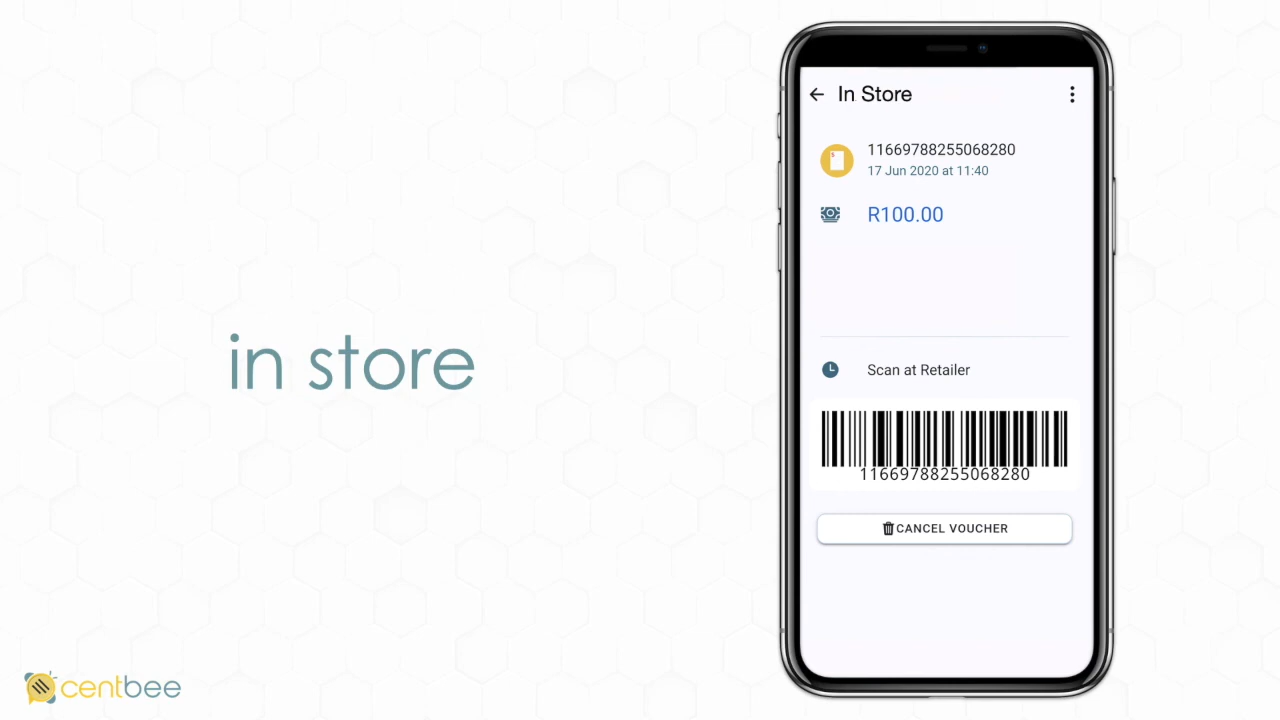 in store
In Store
11669788255068280
17 Jun 2020 at 11:40
R100.00
Scan at Retailer
11669788255068280
CANCEL VOUCHER
centbee